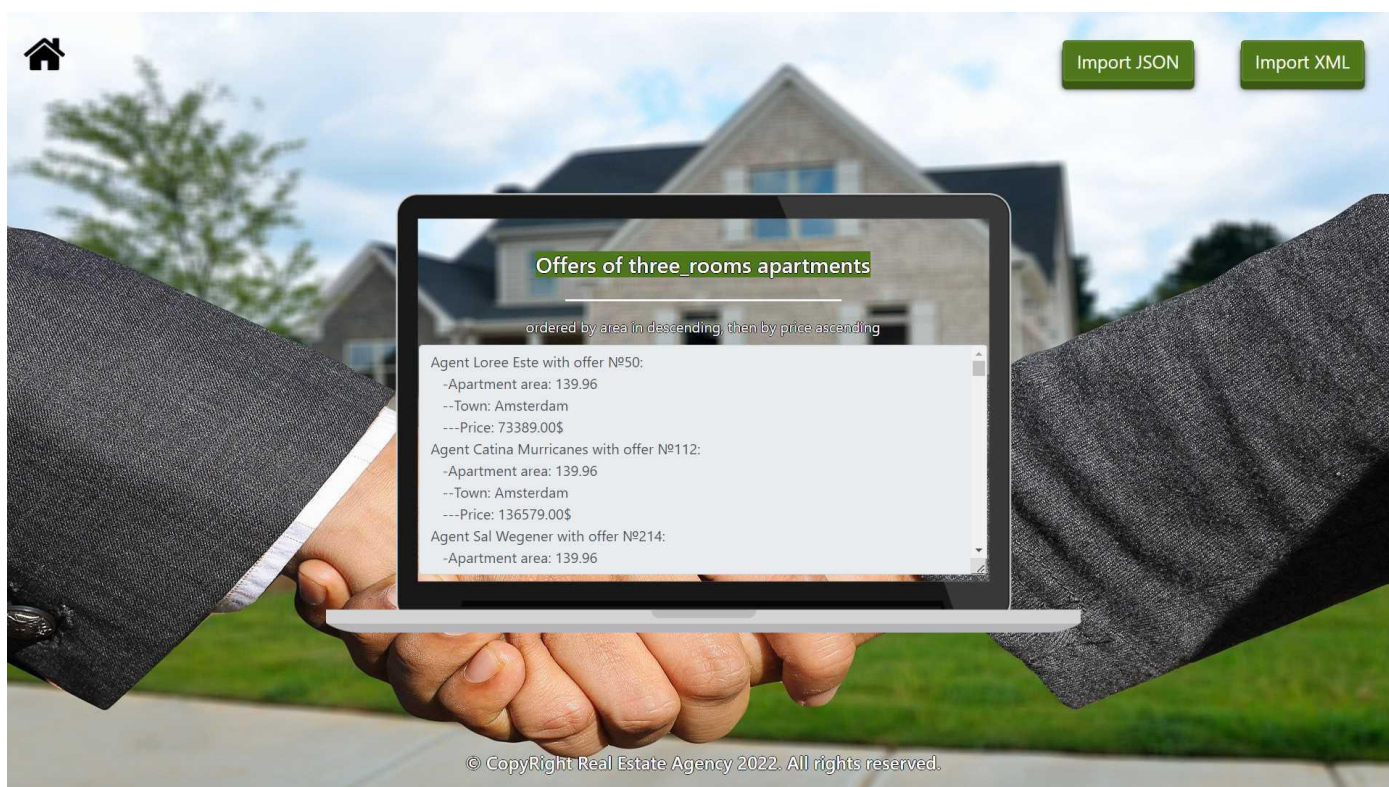 Import JSON
Import XML
Offers of three_rooms apartments
ordered by area in descending, then by price ascending
Agent Loree Este with offer №50:
-Apartment area: 139.96
--Town: Amsterdam
---Price: 73389.00$
Agent Catina Murricanes with offer №112:
-Apartment area: 139.96
--Town: Amsterdam
---Price: 136579.00$
Agent Sal Wegener with offer №214:
-Apartment area: 139.96
© CopyRight Real Estate Agency 2022. All rights reserved.